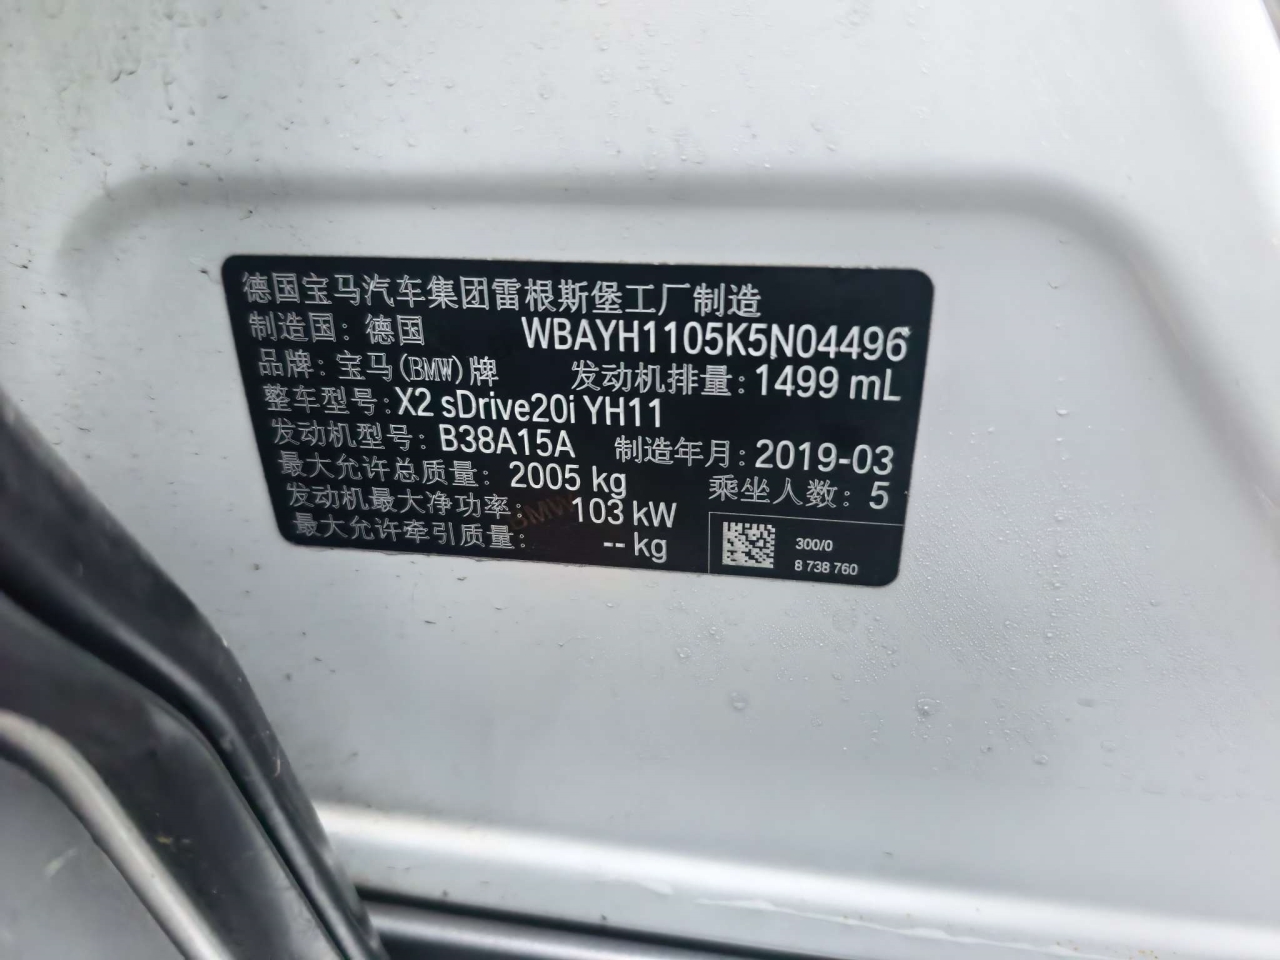 德国宝马汽车集团雷根斯堡工厂制造
制造国：德国 WBAYH1105K5N04496
品牌：宝马(BMW)牌 发动机排量：1499 mL
整车型号：X2 sDrive20i YH11
发动机型号：B38A15A 制造年月：2019-03
最大允许总质量：2005 kg 乘坐人数：5
发动机最大净功率：103 kW
最大允许牵引质量：-- kg
BMW
300/0
8 738 760